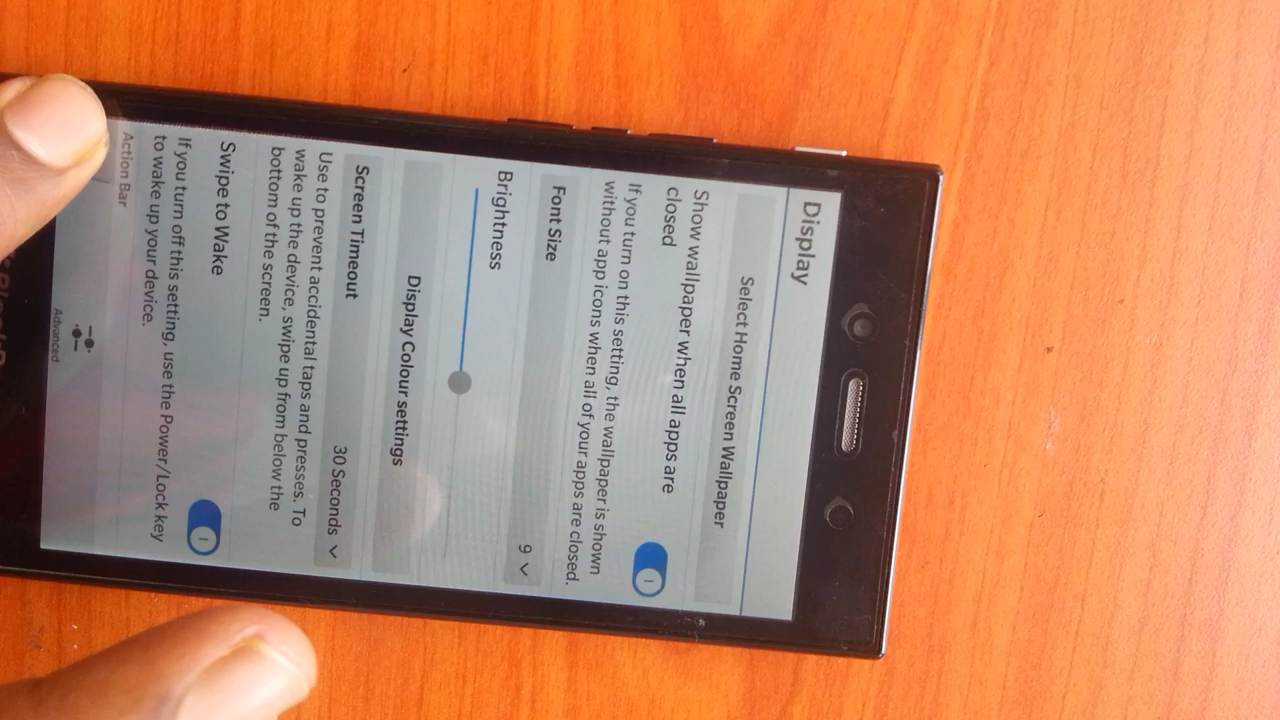 Display
Select Home Screen Wallpaper
Show wallpaper when all apps are
closed
If you turn on this setting, the wallpaper is shown
without app icons when all of your apps are closed.
Font Size
9
Brightness
Display Colour settings
Screen Timeout
30 Seconds
Use to prevent accidental taps and presses. To
wake up the device, swipe up from below the
bottom of the screen.
Swipe to Wake
If you turn off this setting, use the Power/Lock key
to wake up your device.
Action Bar
Advanced